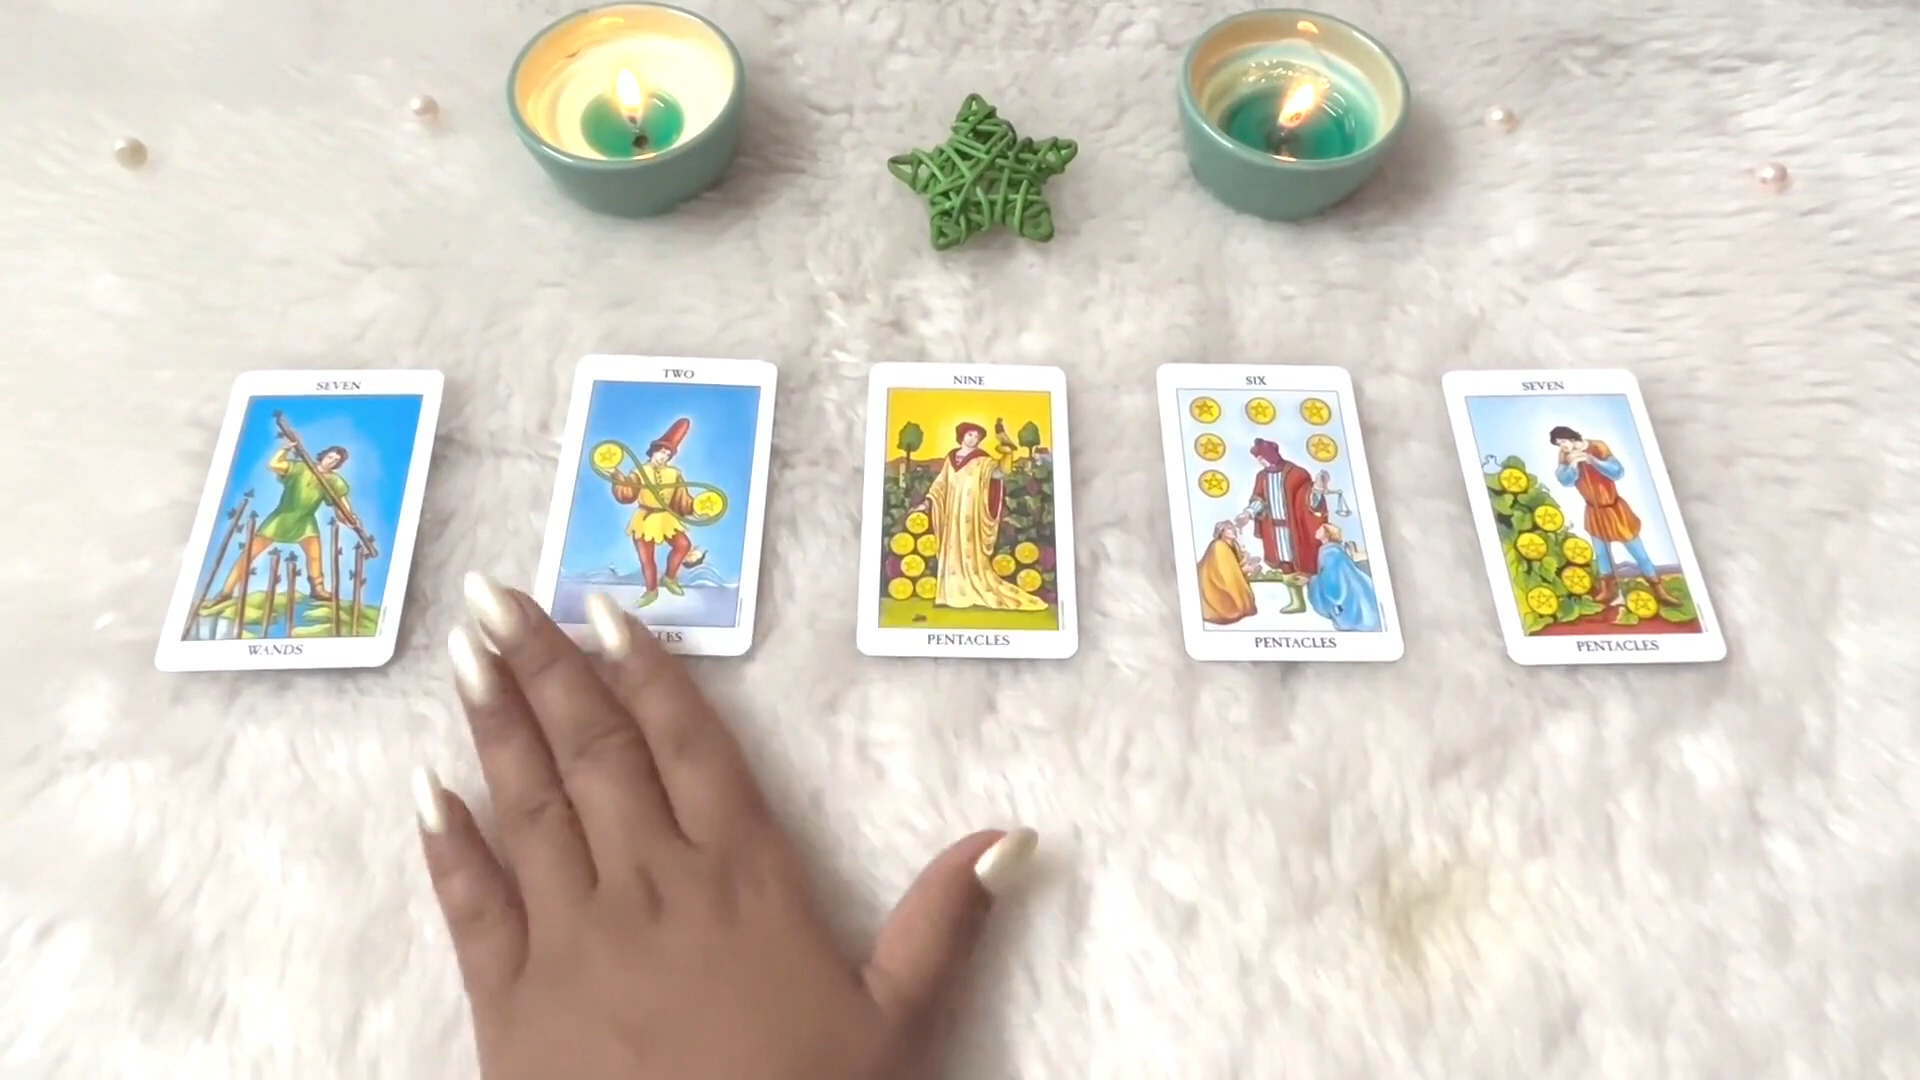 SEVEN
WANDS
TWO
NINE
PENTACLES
SIX
PENTACLES
SEVEN
PENTACLES